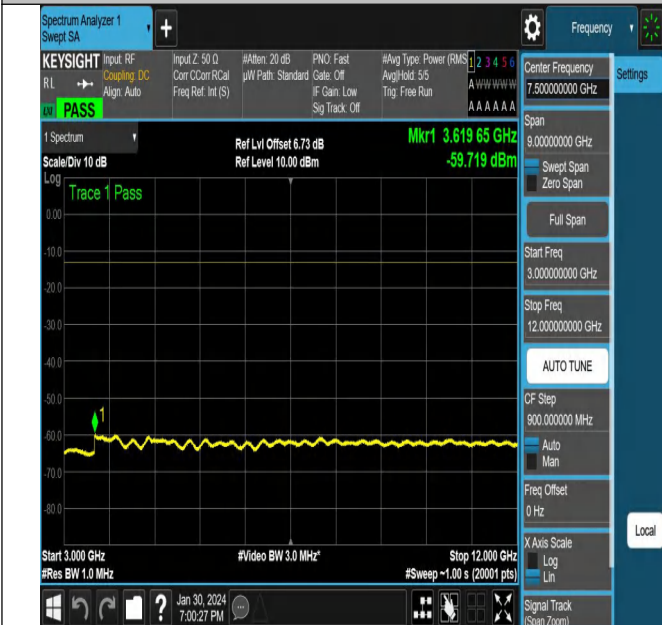 Spectrum Analyzer 1
Swept SA
Frequency
KEYSIGHT
RL
Input: RF
Coupling: DC
Align: Auto
Input Z: 50 Ω
Corr CCorr RCal
Freq Ref: Int (S)
#Atten: 20 dB
µW Path: Standard
PNO: Fast
Gate: Off
IF Gain: Low
Sig Track: Off
#Avg Type: Power (RMS
Avg|Hold: 5/5
Trig: Free Run
1 2 3 4 5 6
A W W W W W
A A A A A A
PASS
1 Spectrum
Scale/Div 10 dB
Log
Ref Lvl Offset 6.73 dB
Ref Level 10.00 dBm
Mkr1 3.619 65 GHz
-59.719 dBm
Trace 1 Pass
0.00
-10.0
-20.0
-30.0
-40.0
-50.0
-60.0
-70.0
-80.0
1
Start 3.000 GHz
#Res BW 1.0 MHz
#Video BW 3.0 MHz*
Stop 12.000 GHz
#Sweep ~1.00 s (20001 pts)
Jan 30, 2024
7:00:27 PM
Center Frequency
7.500000000 GHz
Settings
Span
9.00000000 GHz
Swept Span
Zero Span
Full Span
Start Freq
3.000000000 GHz
Stop Freq
12.000000000 GHz
AUTO TUNE
CF Step
900.000000 MHz
Auto
Man
Freq Offset
0 Hz
X Axis Scale
Log
Lin
Local
Signal Track
(Span Zoom)